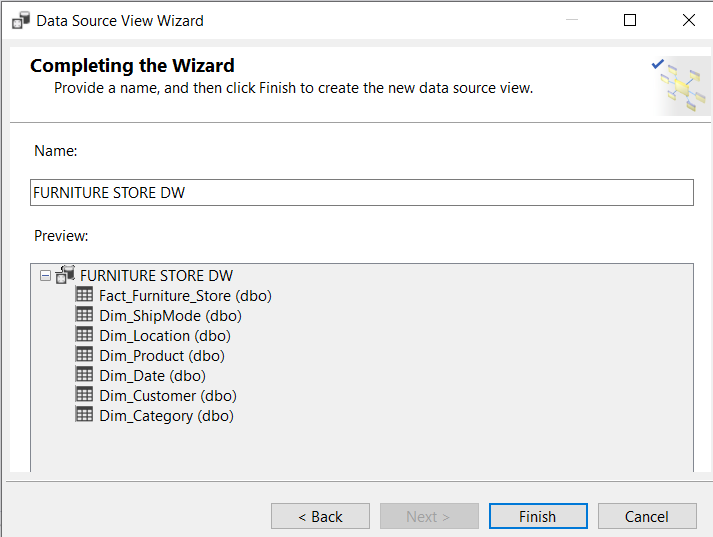 Data Source View Wizard
Completing the Wizard
Provide a name, and then click Finish to create the new data source view.
Name:
FURNITURE STORE DW
Preview:
FURNITURE STORE DW
Fact_Furniture_Store (dbo)
Dim_ShipMode (dbo)
Dim_Location (dbo)
Dim_Product (dbo)
Dim_Date (dbo)
Dim_Customer (dbo)
Dim_Category (dbo)
< Back
Next >
Finish
Cancel